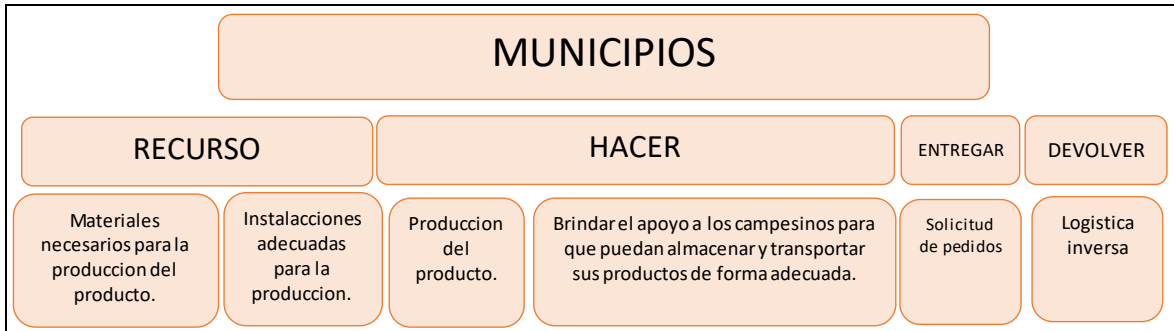 MUNICIPIOS
RECURSO
HACER
ENTREGAR
DEVOLVER
Materiales
necesarios para la
produccion del
producto.
Instalacciones
adecuadas
para la
produccion.
Produccion
del
producto.
Brindar el apoyo a los campesinos para
que puedan almacenar y transportar
sus productos de forma adecuada.
Solicitud
de pedidos
Logistica
inversa